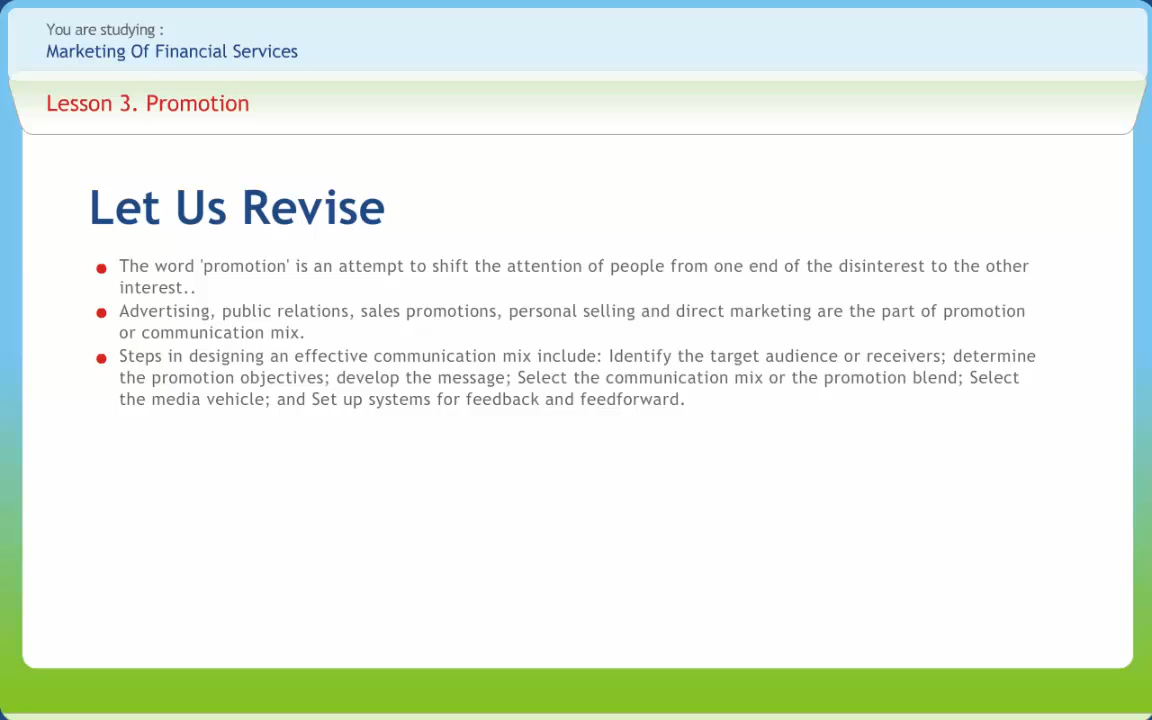 You are studying :
Marketing Of Financial Services
Lesson 3. Promotion
Let Us Revise
The word 'promotion' is an attempt to shift the attention of people from one end of the disinterest to the other
interest..
Advertising, public relations, sales promotions, personal selling and direct marketing are the part of promotion
or communication mix.
Steps in designing an effective communication mix include: Identify the target audience or receivers; determine
the promotion objectives; develop the message; Select the communication mix or the promotion blend; Select
the media vehicle; and Set up systems for feedback and feedforward.